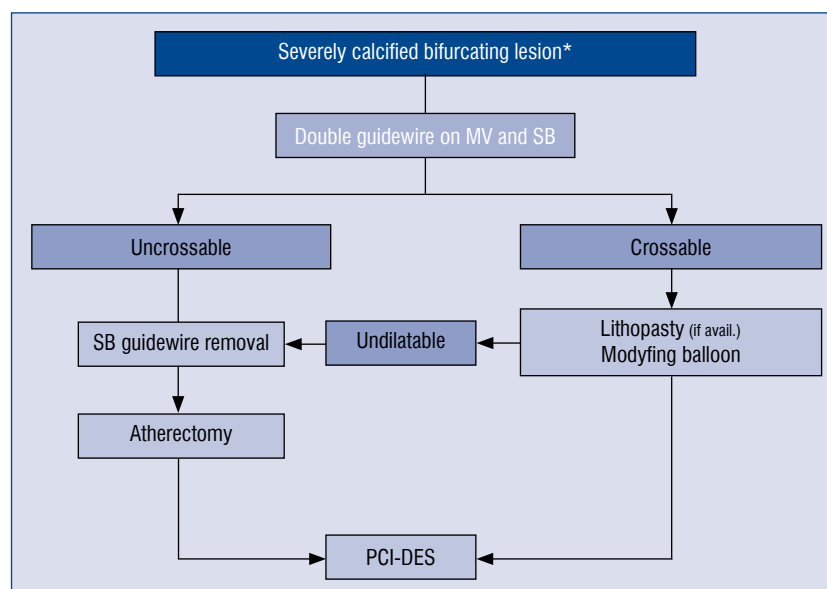 Severely calcified bifurcating lesion*
Double guidewire on MV and SB
Uncrossable
Crossable
SB guidewire removal
Undilatable
Lithopasty (if avail.)
Modyfing balloon
Atherectomy
PCI-DES